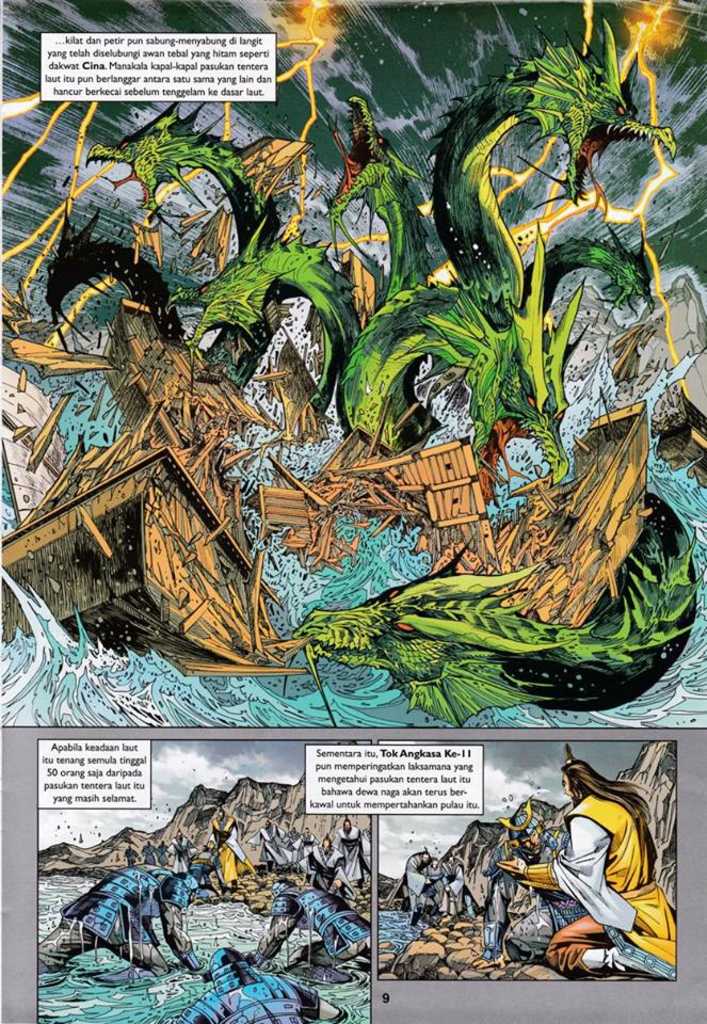 ...kilat dan petir pun sabung-menyabung di langit
yang telah diselubungi awan tebal yang hitam seperti
dakwat Cina. Manakala kapal-kapal pasukan tentera
laut itu pun berlanggar antara satu sama yang lain dan
hancur berkecai sebelum tenggelam ke dasar laut.
Apabila keadaan laut
itu tenang semula tinggal
50 orang saja daripada
pasukan tentera laut itu
yang masih selamat.
Sementara itu, Tok Angkasa Ke-11
pun memperingatkan laksamana yang
mengetahui pasukan tentera laut itu
bahawa dewa naga akan terus ber-
kawal untuk mempertahankan pulau itu.
9